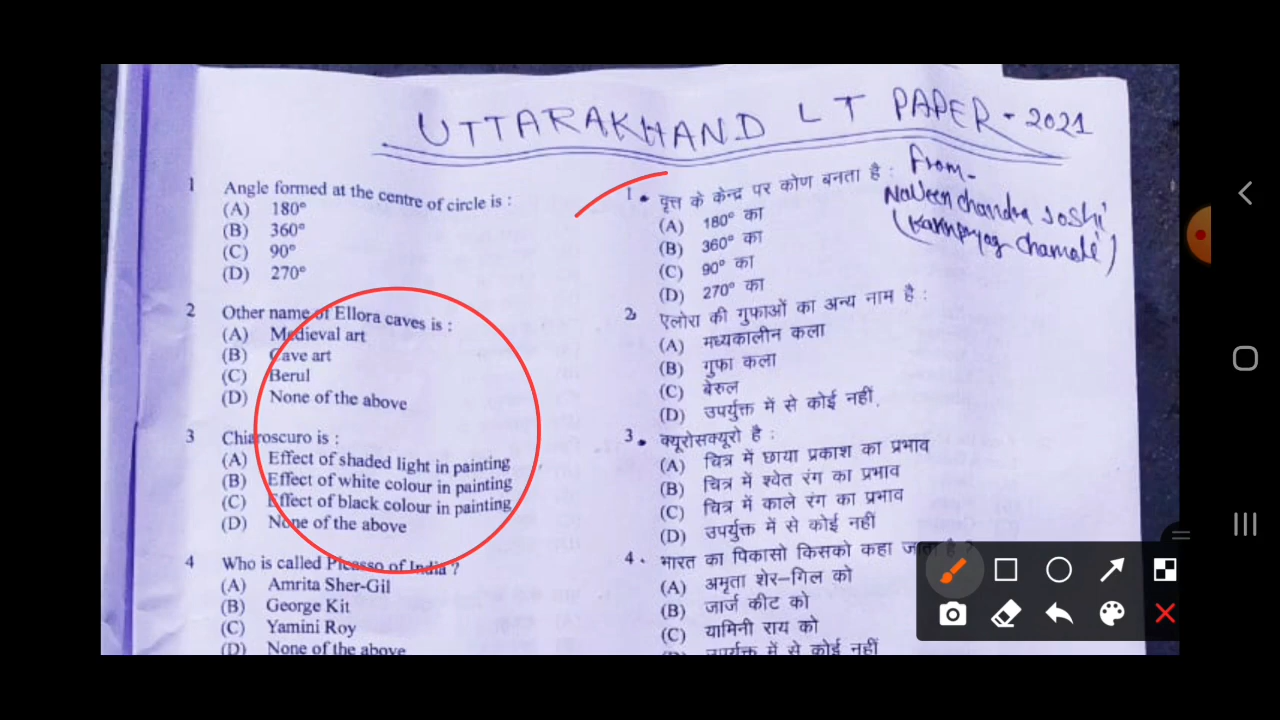 UTTARAKHAND LT PAPER - 2021
From-
Naveen chandra Joshi
(Karnpryag chamoli)
1 Angle formed at the centre of circle is :
(A) 180°
(B) 360°
(C) 90°
(D) 270°
2 Other name of Ellora caves is :
(A) Medieval art
(B) Cave art
(C) Berul
(D) None of the above
3 Chiaroscuro is :
(A) Effect of shaded light in painting
(B) Effect of white colour in painting
(C) Effect of black colour in painting
(D) None of the above
4 Who is called Picasso of India ?
(A) Amrita Sher-Gil
(B) George Kit
(C) Yamini Roy
(D) None of the above
1. वृत्त के केन्द्र पर कोण बनता है :
(A) 180° का
(B) 360° का
(C) 90° का
(D) 270° का
2. एलोरा की गुफाओं का अन्य नाम है :
(A) मध्यकालीन कला
(B) गुफा कला
(C) बेरुल
(D) उपर्युक्त में से कोई नहीं
3. क्यूरोसक्यूरो है :
(A) चित्र में छाया प्रकाश का प्रभाव
(B) चित्र में श्वेत रंग का प्रभाव
(C) चित्र में काले रंग का प्रभाव
(D) उपर्युक्त में से कोई नहीं
4. भारत का पिकासो किसको कहा जाता है ?
(A) अमृता शेर-गिल को
(B) जार्ज कीट को
(C) यामिनी राय को
(D) उपर्युक्त में से कोई नहीं